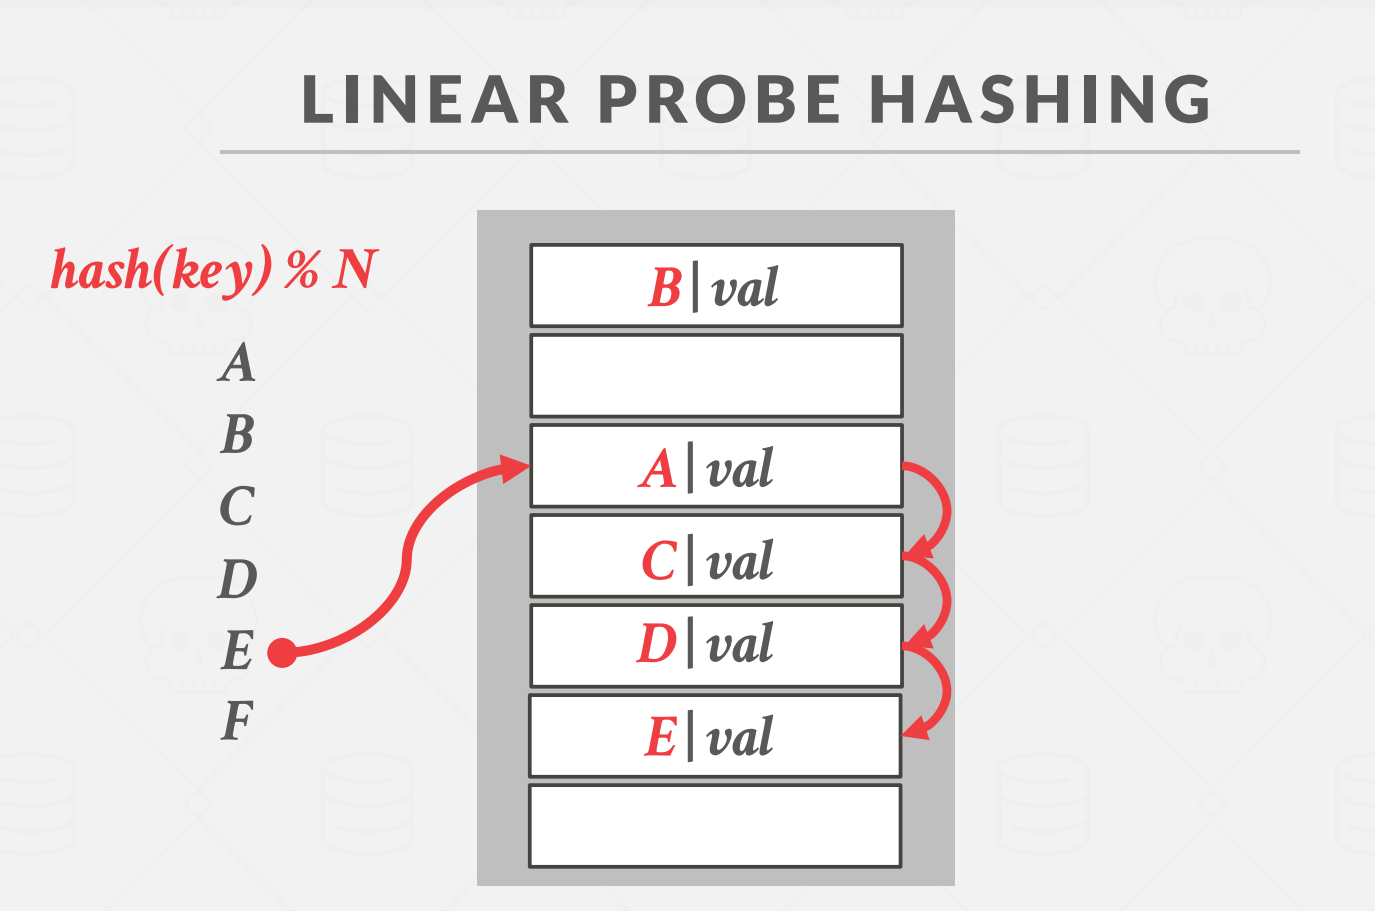 LINEAR PROBE HASHING
hash(key) % N
A
B
C
D
E
F
B|val
A|val
C|val
D|val
E|val